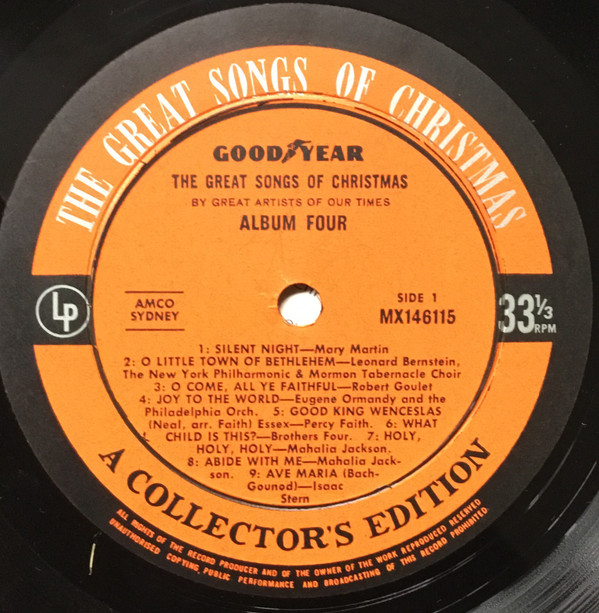 THE GREAT SONGS OF CHRISTMAS
GOOD YEAR
THE GREAT SONGS OF CHRISTMAS
BY GREAT ARTISTS OF OUR TIMES
ALBUM FOUR
LP
AMCO
SYDNEY
SIDE 1
MX146115
33⅓
RPM
1: SILENT NIGHT—Mary Martin
2: O LITTLE TOWN OF BETHLEHEM—Leonard Bernstein,
The New York Philharmonic & Mormon Tabernacle Choir
3: O COME, ALL YE FAITHFUL—Robert Goulet
4: JOY TO THE WORLD—Eugene Ormandy and the
Philadelphia Orch. 5: GOOD KING WENCESLAS
(Neal, arr. Faith) Essex—Percy Faith. 6: WHAT
CHILD IS THIS?—Brothers Four. 7: HOLY,
HOLY, HOLY—Mahalia Jackson.
8: ABIDE WITH ME—Mahalia Jack-
son. 9: AVE MARIA (Bach-
Gounod)—Isaac
Stern
A COLLECTOR'S EDITION
ALL RIGHTS OF THE RECORD PRODUCER AND OF THE OWNER OF THE WORK REPRODUCED RESERVED
UNAUTHORISED COPYING, PUBLIC PERFORMANCE AND BROADCASTING OF THIS RECORD PROHIBITED.